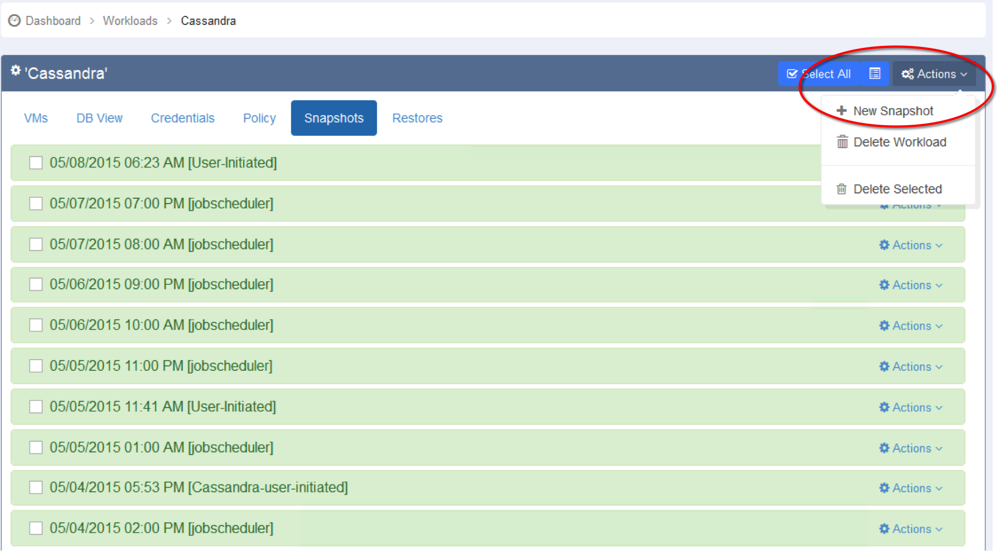 Dashboard > Workloads > Cassandra
'Cassandra' Select All Actions
VMs DB View Credentials Policy Snapshots Restores
New Snapshot
Delete Workload
Delete Selected
05/08/2015 06:23 AM [User-Initiated]
05/07/2015 07:00 PM [jobscheduler] Actions
05/07/2015 08:00 AM [jobscheduler] Actions
05/06/2015 09:00 PM [jobscheduler] Actions
05/06/2015 10:00 AM [jobscheduler] Actions
05/05/2015 11:00 PM [jobscheduler] Actions
05/05/2015 11:41 AM [User-Initiated] Actions
05/05/2015 01:00 AM [jobscheduler] Actions
05/04/2015 05:53 PM [Cassandra-user-initiated] Actions
05/04/2015 02:00 PM [jobscheduler] Actions